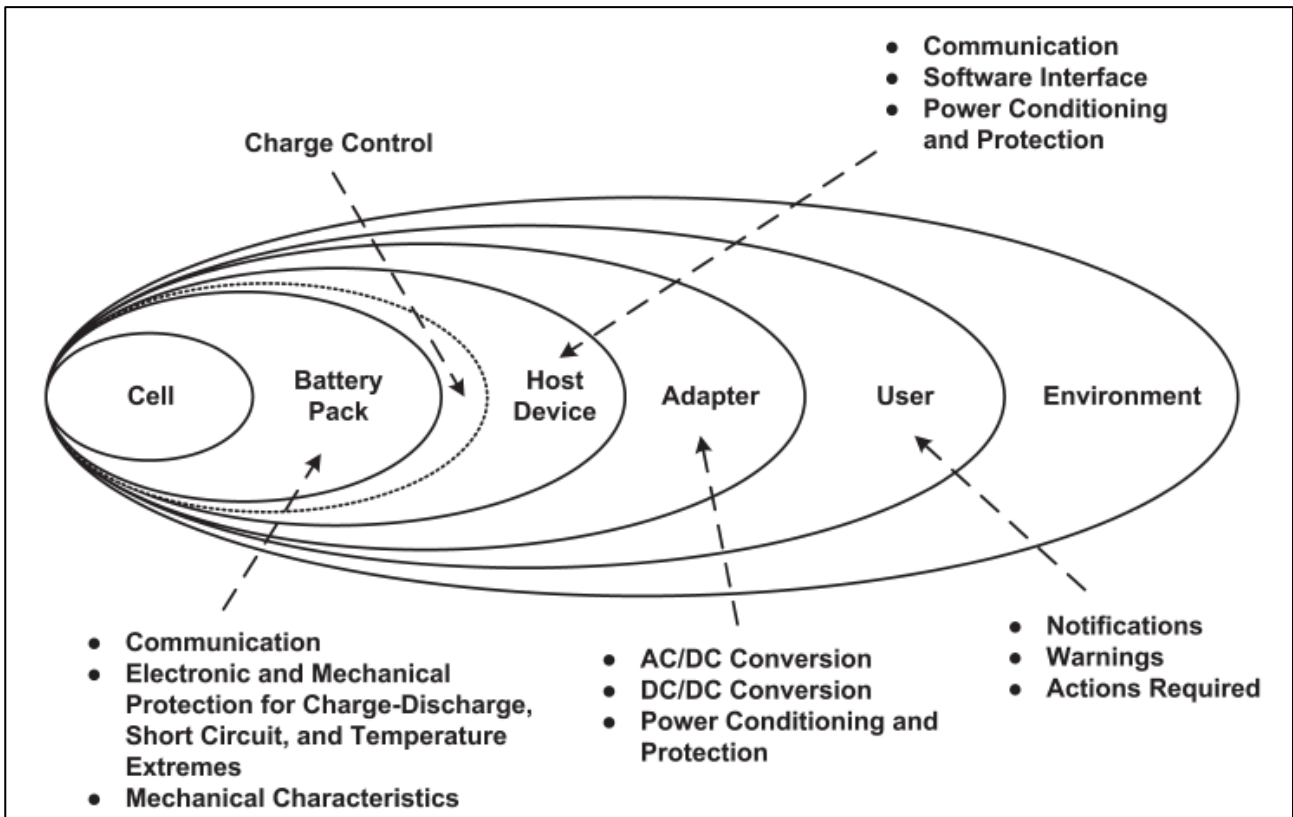 ● Communication
● Software Interface
● Power Conditioning
and Protection
Charge Control
Cell
Battery
Pack
Host
Device
Adapter
User
Environment
● Communication
● Electronic and Mechanical
Protection for Charge-Discharge,
Short Circuit, and Temperature
Extremes
● Mechanical Characteristics
● AC/DC Conversion
● DC/DC Conversion
● Power Conditioning and
Protection
● Notifications
● Warnings
● Actions Required